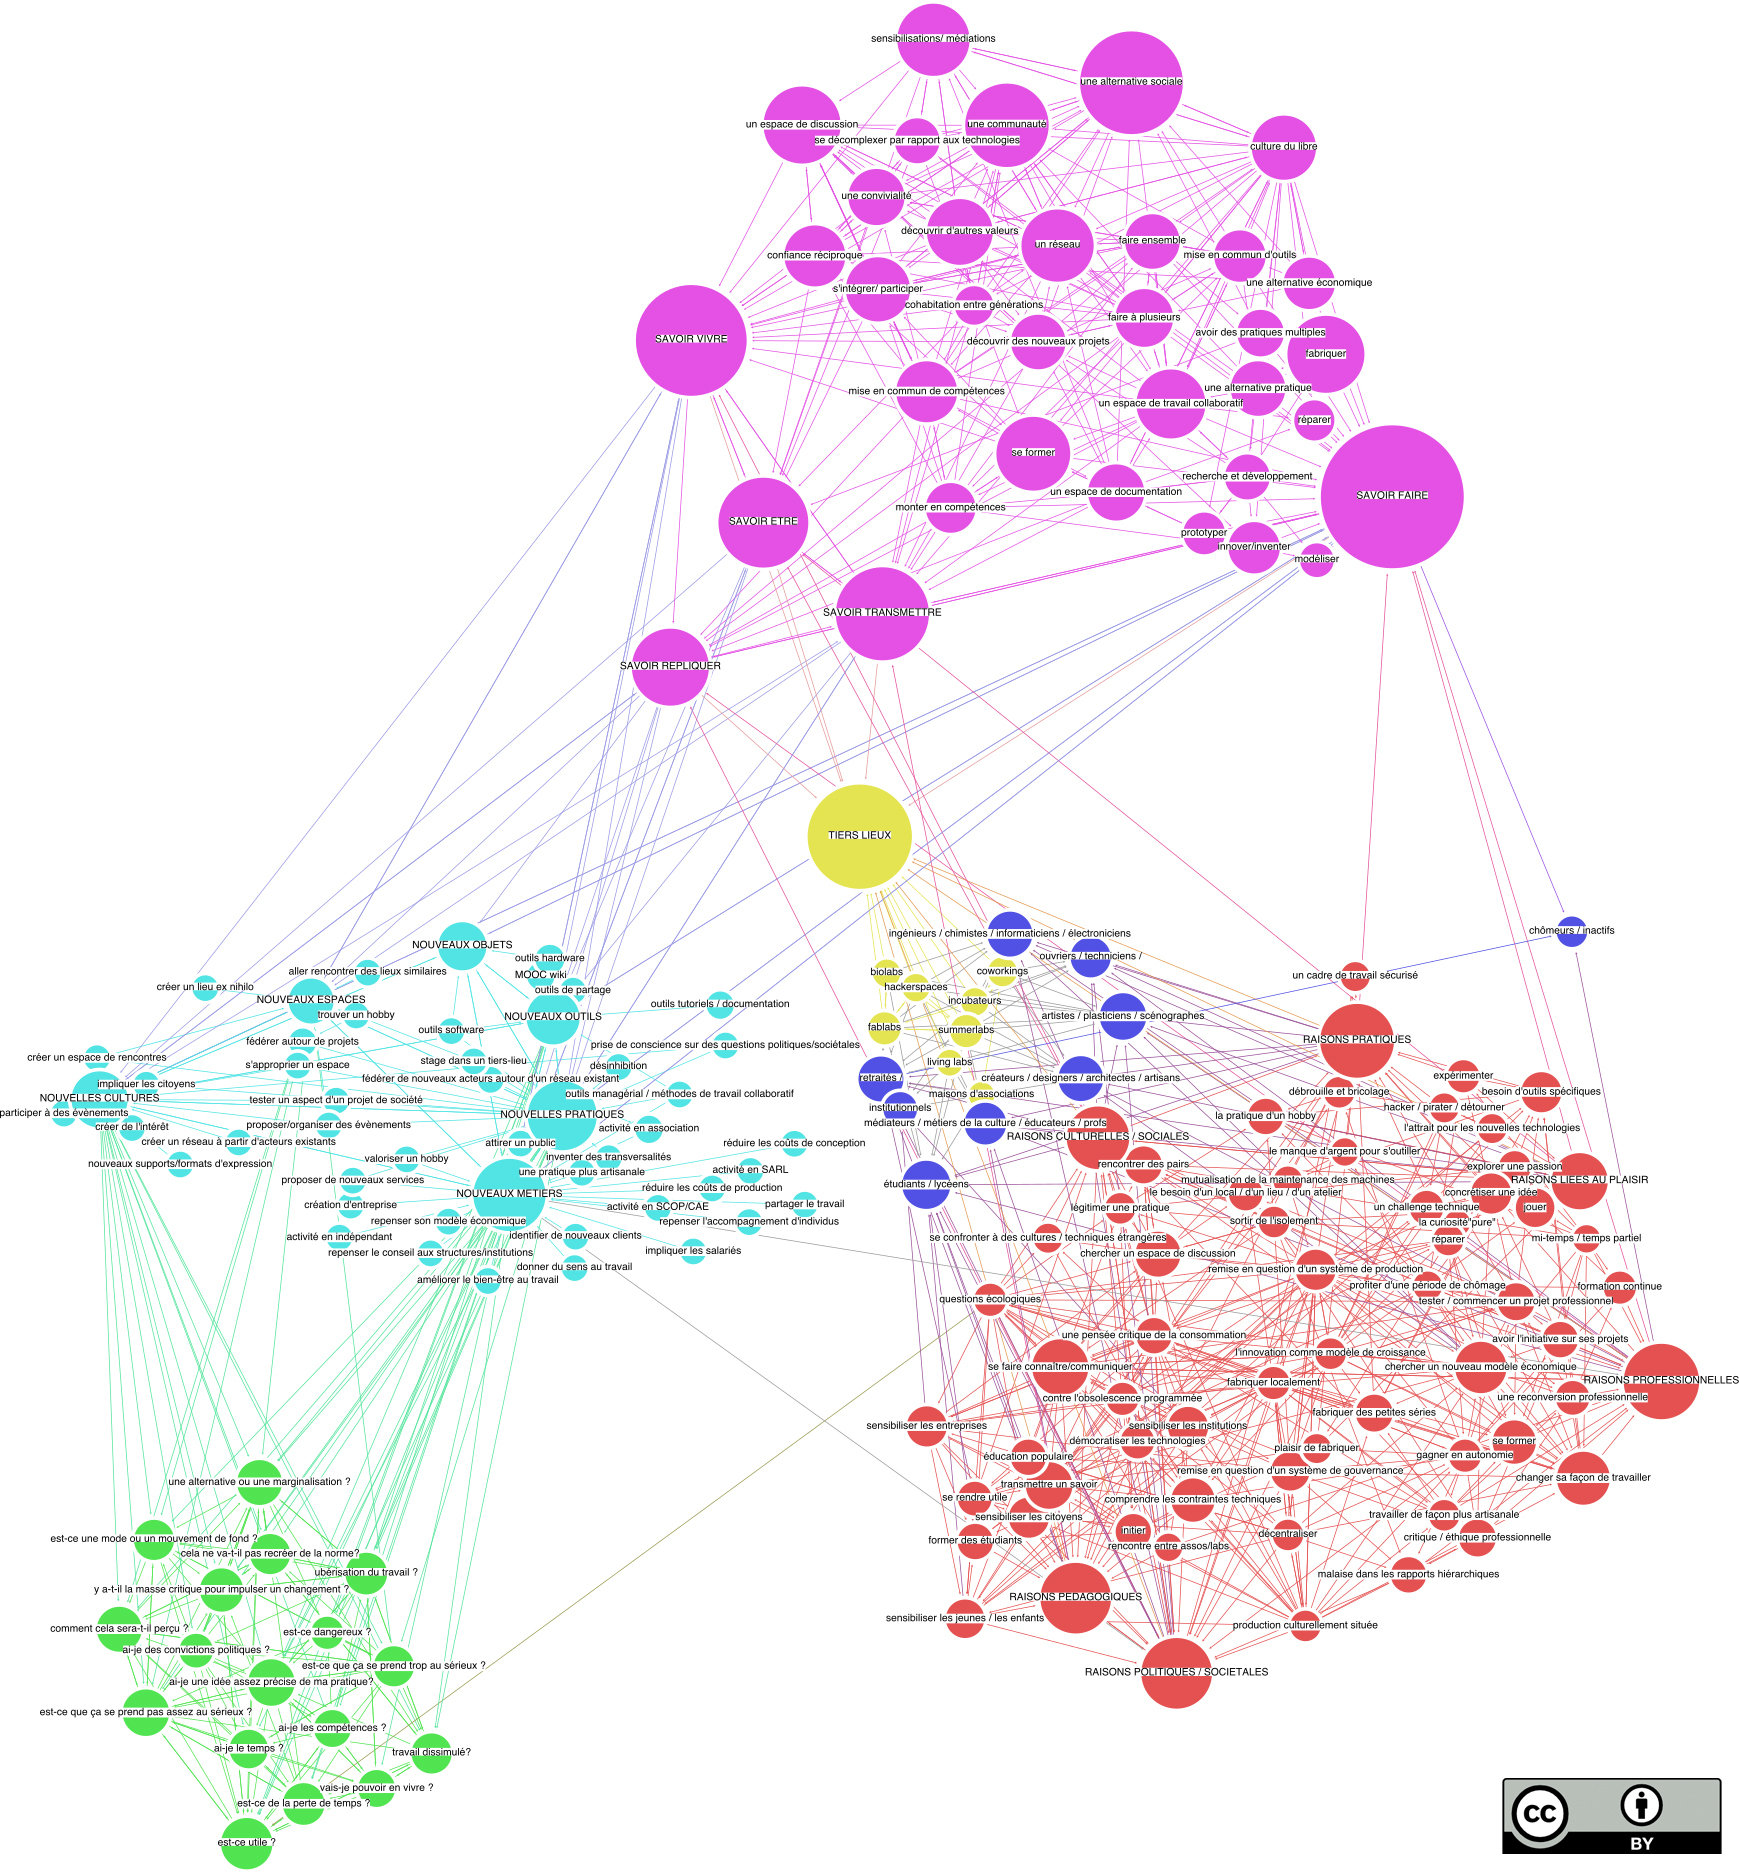 sensibilisations/ médiations
une alternative sociale
un espace de discussion
une communauté
se décomplexer par rapport aux technologies
culture du libre
une convivialité
découvrir d'autres valeurs
un réseau
faire ensemble
confiance réciproque
mise en commun d'outils
une alternative économique
s'intégrer/ participer
cohabitation entre générations
faire à plusieurs
avoir des pratiques multiples
SAVOIR VIVRE
découvrir des nouveaux projets
fabriquer
mise en commun de compétences
une alternative pratique
un espace de travail collaboratif
réparer
se former
recherche et développement
un espace de documentation
SAVOIR FAIRE
monter en compétences
SAVOIR ETRE
prototyper
innover/inventer
modéliser
SAVOIR TRANSMETTRE
SAVOIR REPLIQUER
TIERS LIEUX
ingénieurs / chimistes / informaticiens / électroniciens
chômeurs / inactifs
NOUVEAUX OBJETS
outils hardware
ouvriers / techniciens /
aller rencontrer des lieux similaires
MOOC wiki
biolabs
coworkings
un cadre de travail sécurisé
créer un lieu ex nihilo
outils de partage
hackerspaces
NOUVEAUX ESPACES
outils tutoriels / documentation
incubateurs
trouver un hobby
NOUVEAUX OUTILS
artistes / plasticiens / scénographes
outils software
fablabs
summerlabs
RAISONS PRATIQUES
fédérer autour de projets
prise de conscience sur des questions politiques/sociétales
créer un espace de rencontres
s'approprier un espace
stage dans un tiers-lieu
désinhibition
living labs
expérimenter
impliquer les citoyens
fédérer de nouveaux acteurs autour d'un réseau existant
retraités /
créateurs / designers / architectes / artisans
débrouille et bricolage
besoin d'outils spécifiques
NOUVELLES CULTURES
tester un aspect d'un projet de société
outils managérial / méthodes de travail collaboratif
maisons d'associations
institutionnels
hacker / pirater / détourner
participer à des évènements
NOUVELLES PRATIQUES
la pratique d'un hobby
créer de l'intérêt
proposer/organiser des évènements
activité en association
médiateurs / métiers de la culture / éducateurs / profs
l'attrait pour les nouvelles technologies
créer un réseau à partir d'acteurs existants
attirer un public
réduire les coûts de conception
RAISONS CULTURELLES / SOCIALES
le manque d'argent pour s'outiller
nouveaux supports/formats d'expression
valoriser un hobby
inventer des transversalités
rencontrer des pairs
explorer une passion
une pratique plus artisanale
activité en SARL
mutualisation de la maintenance des machines
RAISONS LIEES AU PLAISIR
proposer de nouveaux services
NOUVEAUX METIERS
réduire les coûts de production
étudiants / lycéens
le besoin d'un local / d'un lieu / d'un atelier
concrétiser une idée
création d'entreprise
activité en SCOP/CAE
partager le travail
légitimer une pratique
un challenge technique
jouer
repenser son modèle économique
repenser l'accompagnement d'individus
sortir de l'isolement
la curiosité "pure"
activité en indépendant
identifier de nouveaux clients
se confronter à des cultures / techniques étrangères
réparer
mi-temps / temps partiel
repenser le conseil aux structures/institutions
impliquer les salariés
chercher un espace de discussion
donner du sens au travail
remise en question d'un système de production
améliorer le bien-être au travail
profiter d'une période de chômage
formation continue
questions écologiques
tester / commencer un projet professionnel
une pensée critique de la consommation
avoir l'initiative sur ses projets
l'innovation comme modèle de croissance
se faire connaître/communiquer
chercher un nouveau modèle économique
fabriquer localement
RAISONS PROFESSIONNELLES
contre l'obsolescence programmée
une reconversion professionnelle
fabriquer des petites séries
sensibiliser les entreprises
sensibiliser les institutions
démocratiser les technologies
se former
plaisir de fabriquer
éducation populaire
gagner en autonomie
remise en question d'un système de gouvernance
changer sa façon de travailler
une alternative ou une marginalisation ?
transmettre un savoir
se rendre utile
comprendre les contraintes techniques
sensibiliser les citoyens
travailler de façon plus artisanale
initier
décentraliser
est-ce une mode ou un mouvement de fond ?
former des étudiants
critique / éthique professionnelle
rencontre entre assos/labs
cela ne va-t-il pas recréer de la norme?
ubérisation du travail ?
malaise dans les rapports hiérarchiques
y a-t-il la masse critique pour impulser un changement ?
RAISONS PEDAGOGIQUES
sensibiliser les jeunes / les enfants
production culturellement située
comment cela sera-t-il perçu ?
est-ce dangereux ?
ai-je des convictions politiques ?
est-ce que ça se prend trop au sérieux ?
RAISONS POLITIQUES / SOCIETALES
ai-je une idée assez précise de ma pratique?
est-ce que ça se prend pas assez au sérieux ?
ai-je les compétences ?
ai-je le temps ?
travail dissimulé?
vais-je pouvoir en vivre ?
est-ce de la perte de temps ?
est-ce utile ?
cc
BY